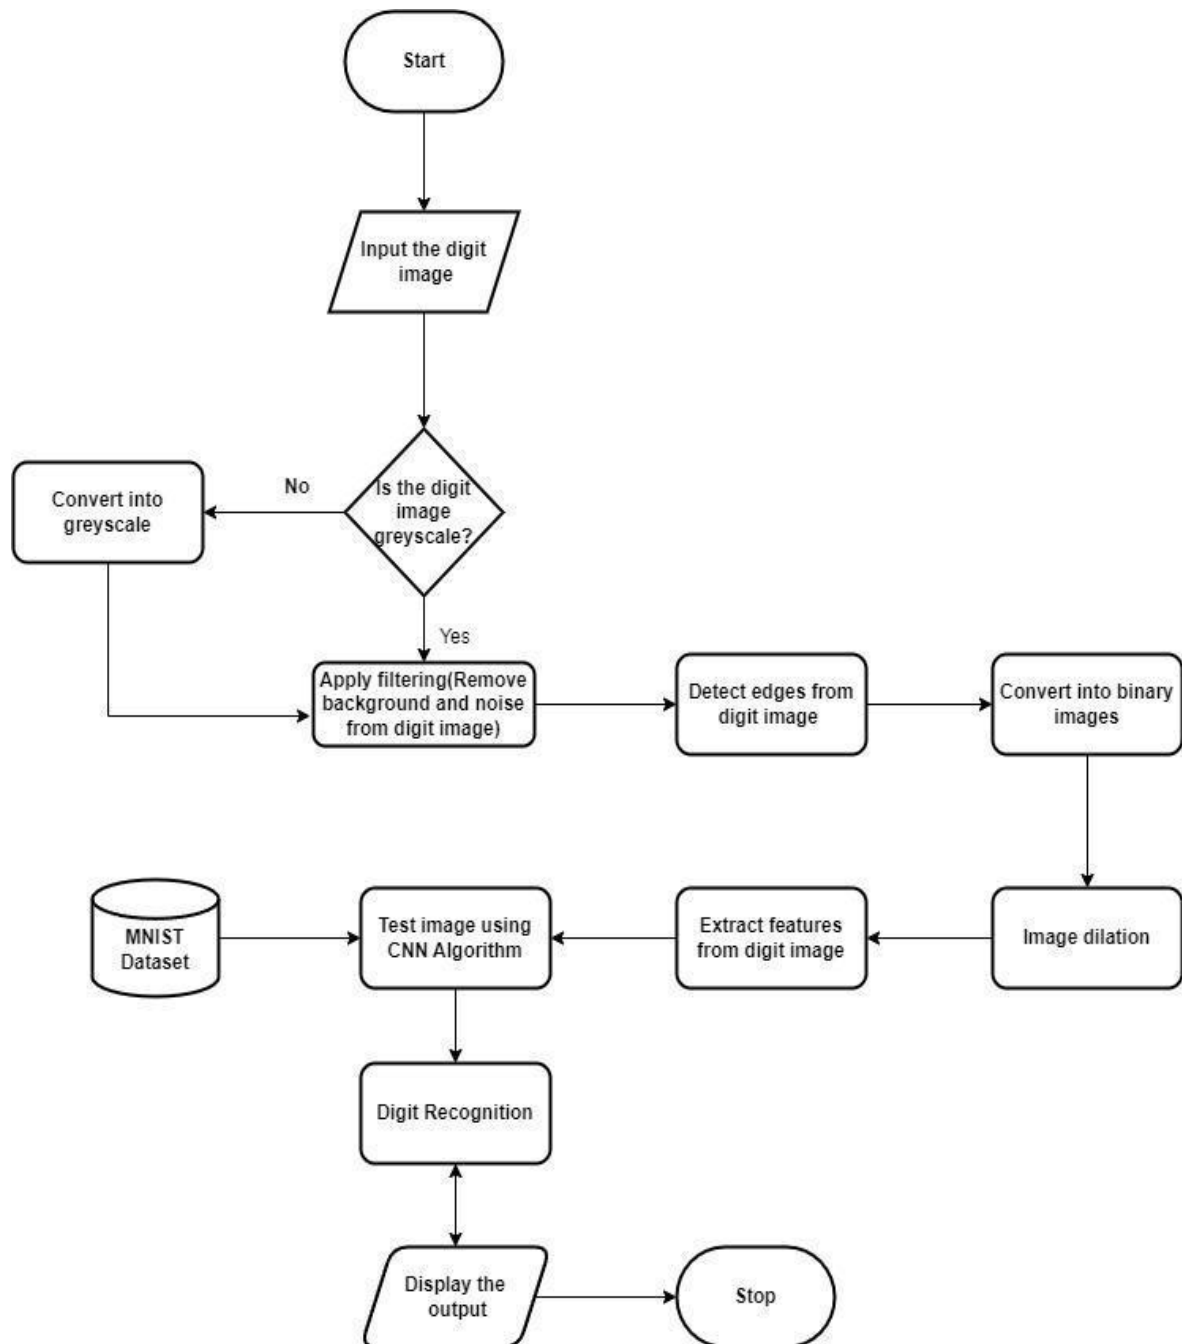 Start
Input the digit
image
Is the digit
image
greyscale?
No
Convert into
greyscale
Yes
Apply filtering(Remove
background and noise
from digit image)
Detect edges from
digit image
Convert into binary
images
Image dilation
Extract features
from digit image
Test image using
CNN Algorithm
MNIST
Dataset
Digit Recognition
Display the
output
Stop